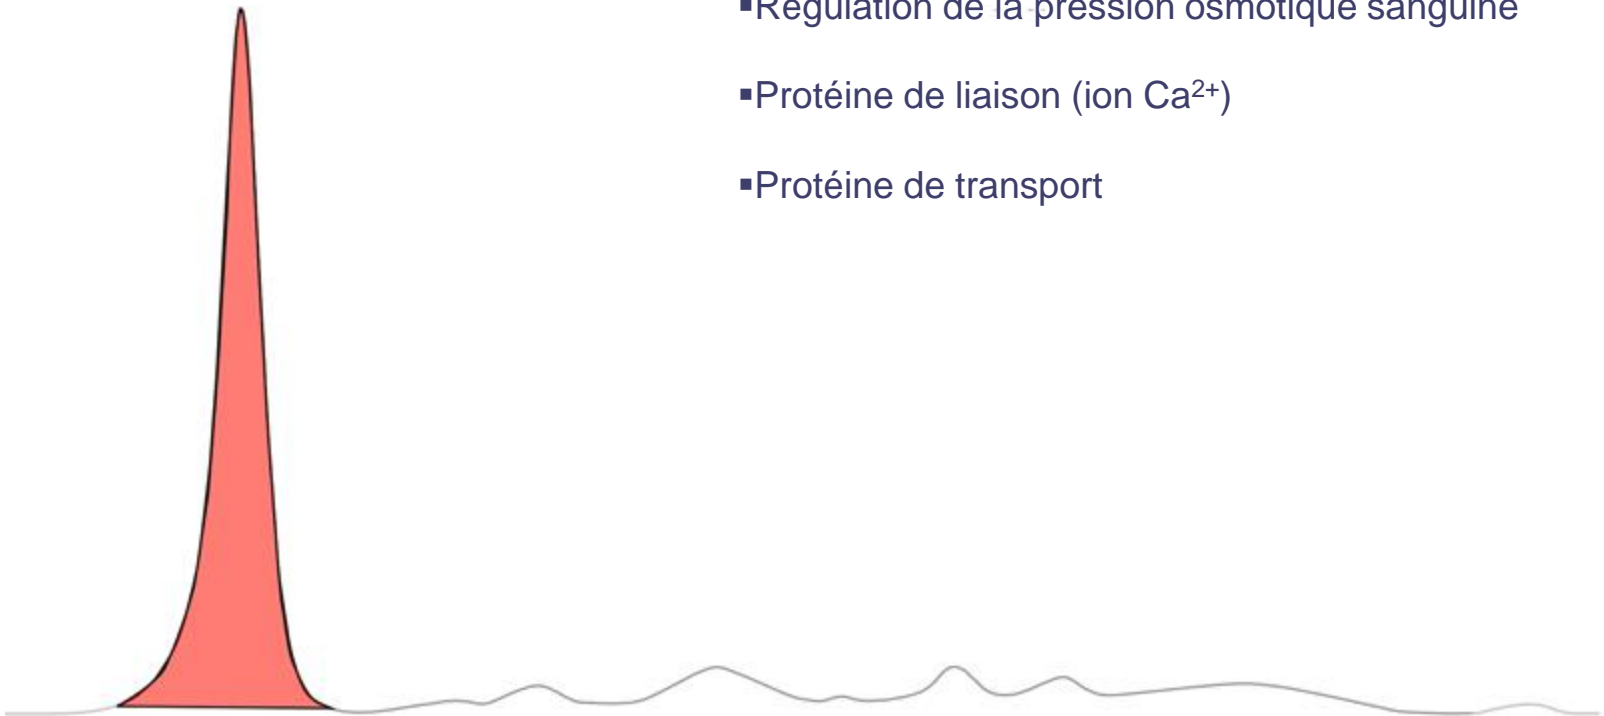 ▪Régulation de la pression osmotique sanguine
▪Protéine de liaison (ion Ca²⁺)
▪Protéine de transport